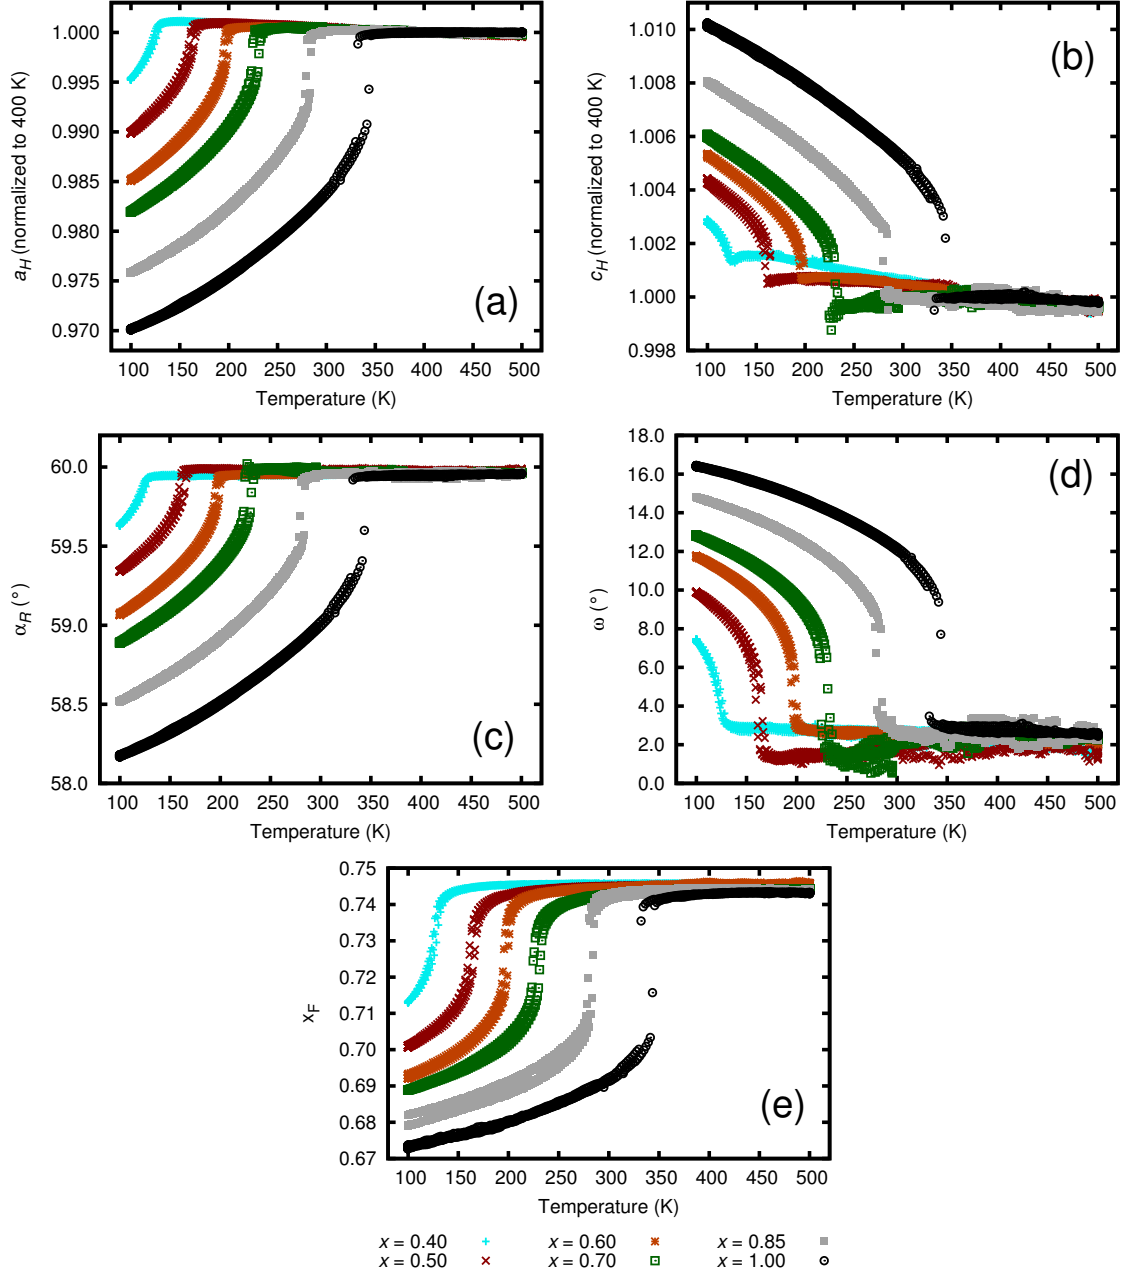 1.000
0.995
0.990
0.985
0.980
0.975
0.970
a_H (normalized to 400 K)
(a)
100 150 200 250 300 350 400 450 500
Temperature (K)
1.010
1.008
1.006
1.004
1.002
1.000
0.998
c_H (normalized to 400 K)
(b)
100 150 200 250 300 350 400 450 500
Temperature (K)
60.0
59.5
59.0
58.5
58.0
α_R (°)
(c)
100 150 200 250 300 350 400 450 500
Temperature (K)
18.0
16.0
14.0
12.0
10.0
8.0
6.0
4.0
2.0
0.0
ω (°)
(d)
100 150 200 250 300 350 400 450 500
Temperature (K)
0.75
0.74
0.73
0.72
0.71
0.70
0.69
0.68
0.67
x_F
(e)
100 150 200 250 300 350 400 450 500
Temperature (K)
x = 0.40 x = 0.60 x = 0.85
x = 0.50 x = 0.70 x = 1.00